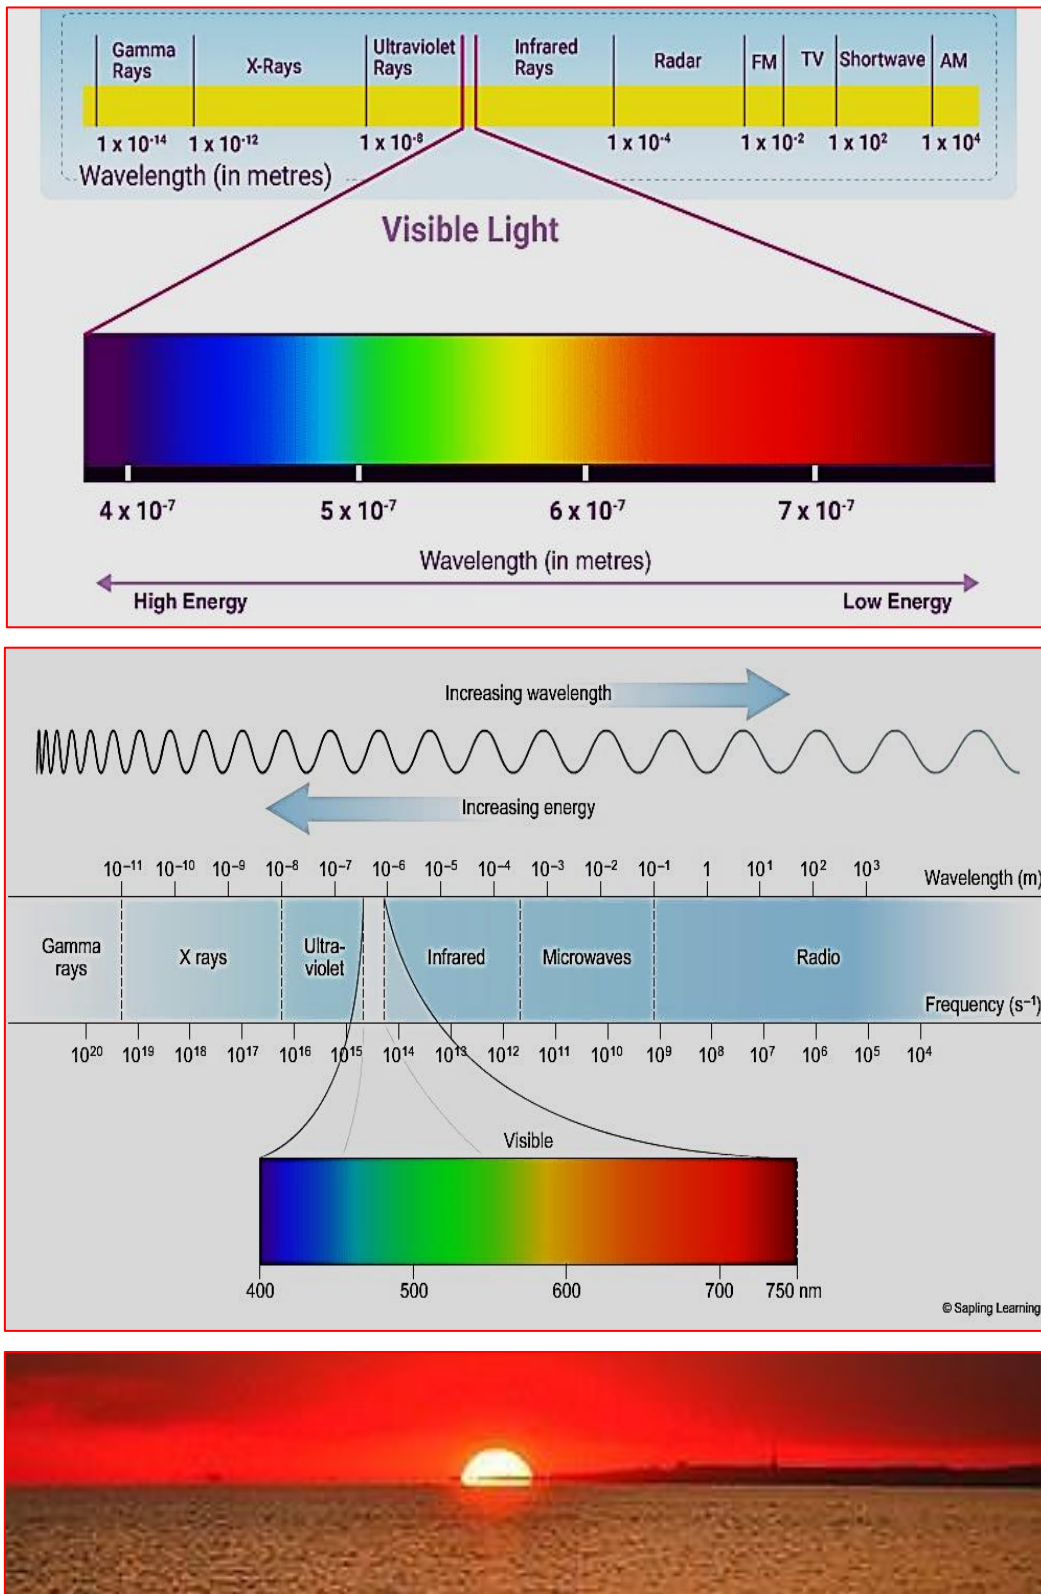 Gamma Rays
X-Rays
Ultraviolet Rays
Infrared Rays
Radar
FM
TV
Shortwave
AM
1 x 10⁻¹⁴
1 x 10⁻¹²
1 x 10⁻⁸
1 x 10⁻⁴
1 x 10⁻²
1 x 10²
1 x 10⁴
Wavelength (in metres)
Visible Light
4 x 10⁻⁷
5 x 10⁻⁷
6 x 10⁻⁷
7 x 10⁻⁷
Wavelength (in metres)
High Energy
Low Energy
Increasing wavelength
Increasing energy
10⁻¹¹ 10⁻¹⁰ 10⁻⁹ 10⁻⁸ 10⁻⁷ 10⁻⁶ 10⁻⁵ 10⁻⁴ 10⁻³ 10⁻² 10⁻¹ 1 10¹ 10² 10³
Wavelength (m)
Gamma rays
X rays
Ultra-
violet
Infrared
Microwaves
Radio
Frequency (s⁻¹)
10²⁰ 10¹⁹ 10¹⁸ 10¹⁷ 10¹⁶ 10¹⁵ 10¹⁴ 10¹³ 10¹² 10¹¹ 10¹⁰ 10⁹ 10⁸ 10⁷ 10⁶ 10⁵ 10⁴
Visible
400 500 600 700 750 nm
© Sapling Learning